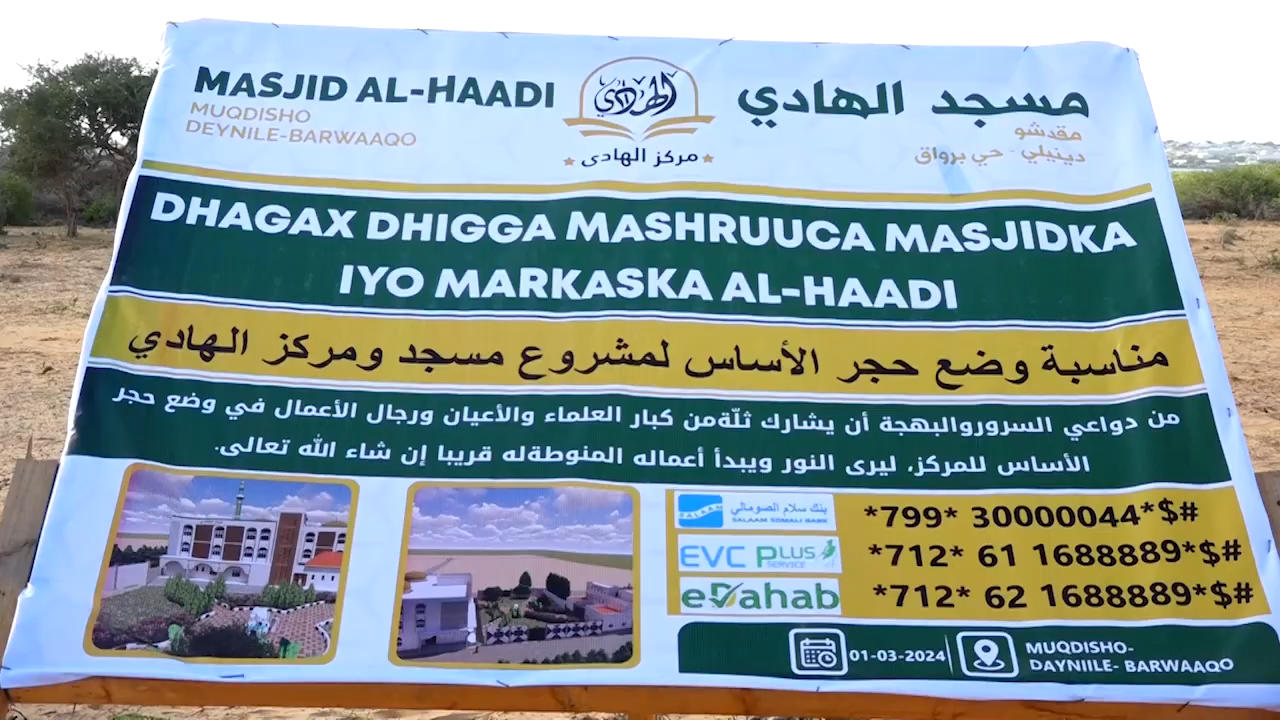 MASJID AL-HAADI
MUQDISHO
DEYNILE-BARWAAQO
الهادي
مركز الهادى
مسجد الهادي
مقدشو
دينيلي - حي برواق
DHAGAX DHIGGA MASHRUUCA MASJIDKA
IYO MARKASKA AL-HAADI
مناسبة وضع حجر الأساس لمشروع مسجد ومركز الهادي
من دواعي السروروالبهجة أن يشارك ثلّةمن كبار العلماء والأعيان ورجال الأعمال في وضع حجر
الأساس للمركز، ليرى النور ويبدأ أعماله المنوطةله قريبا إن شاء الله تعالى.
SALAAM
بنك سلام الصومالي
SALAAM SOMALI BANK
*799* 30000044*$#
EVC PLUS
SERVICE
*712* 61 1688889*$#
eDahab
*712* 62 1688889*$#
01-03-2024
MUQDISHO-
DAYNIILE- BARWAAQO